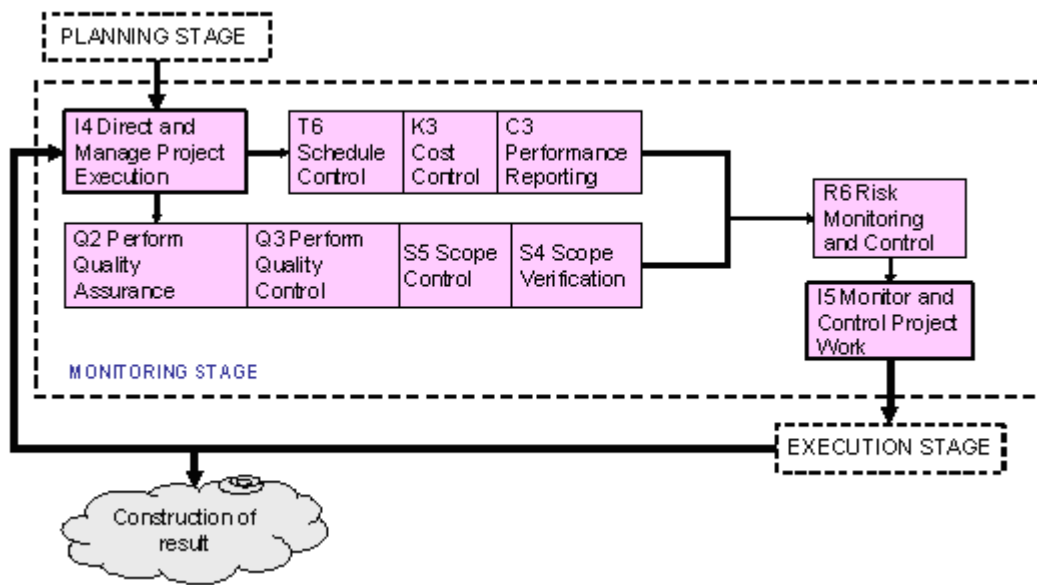 PLANNING STAGE
I4 Direct and
Manage Project
Execution
T6
Schedule
Control
K3
Cost
Control
C3
Performance
Reporting
R6 Risk
Monitoring
and Control
Q2 Perform
Quality
Assurance
Q3 Perform
Quality
Control
S5 Scope
Control
S4 Scope
Verification
I5 Monitor and
Control Project
Work
MONITORING STAGE
EXECUTION STAGE
Construction of
result